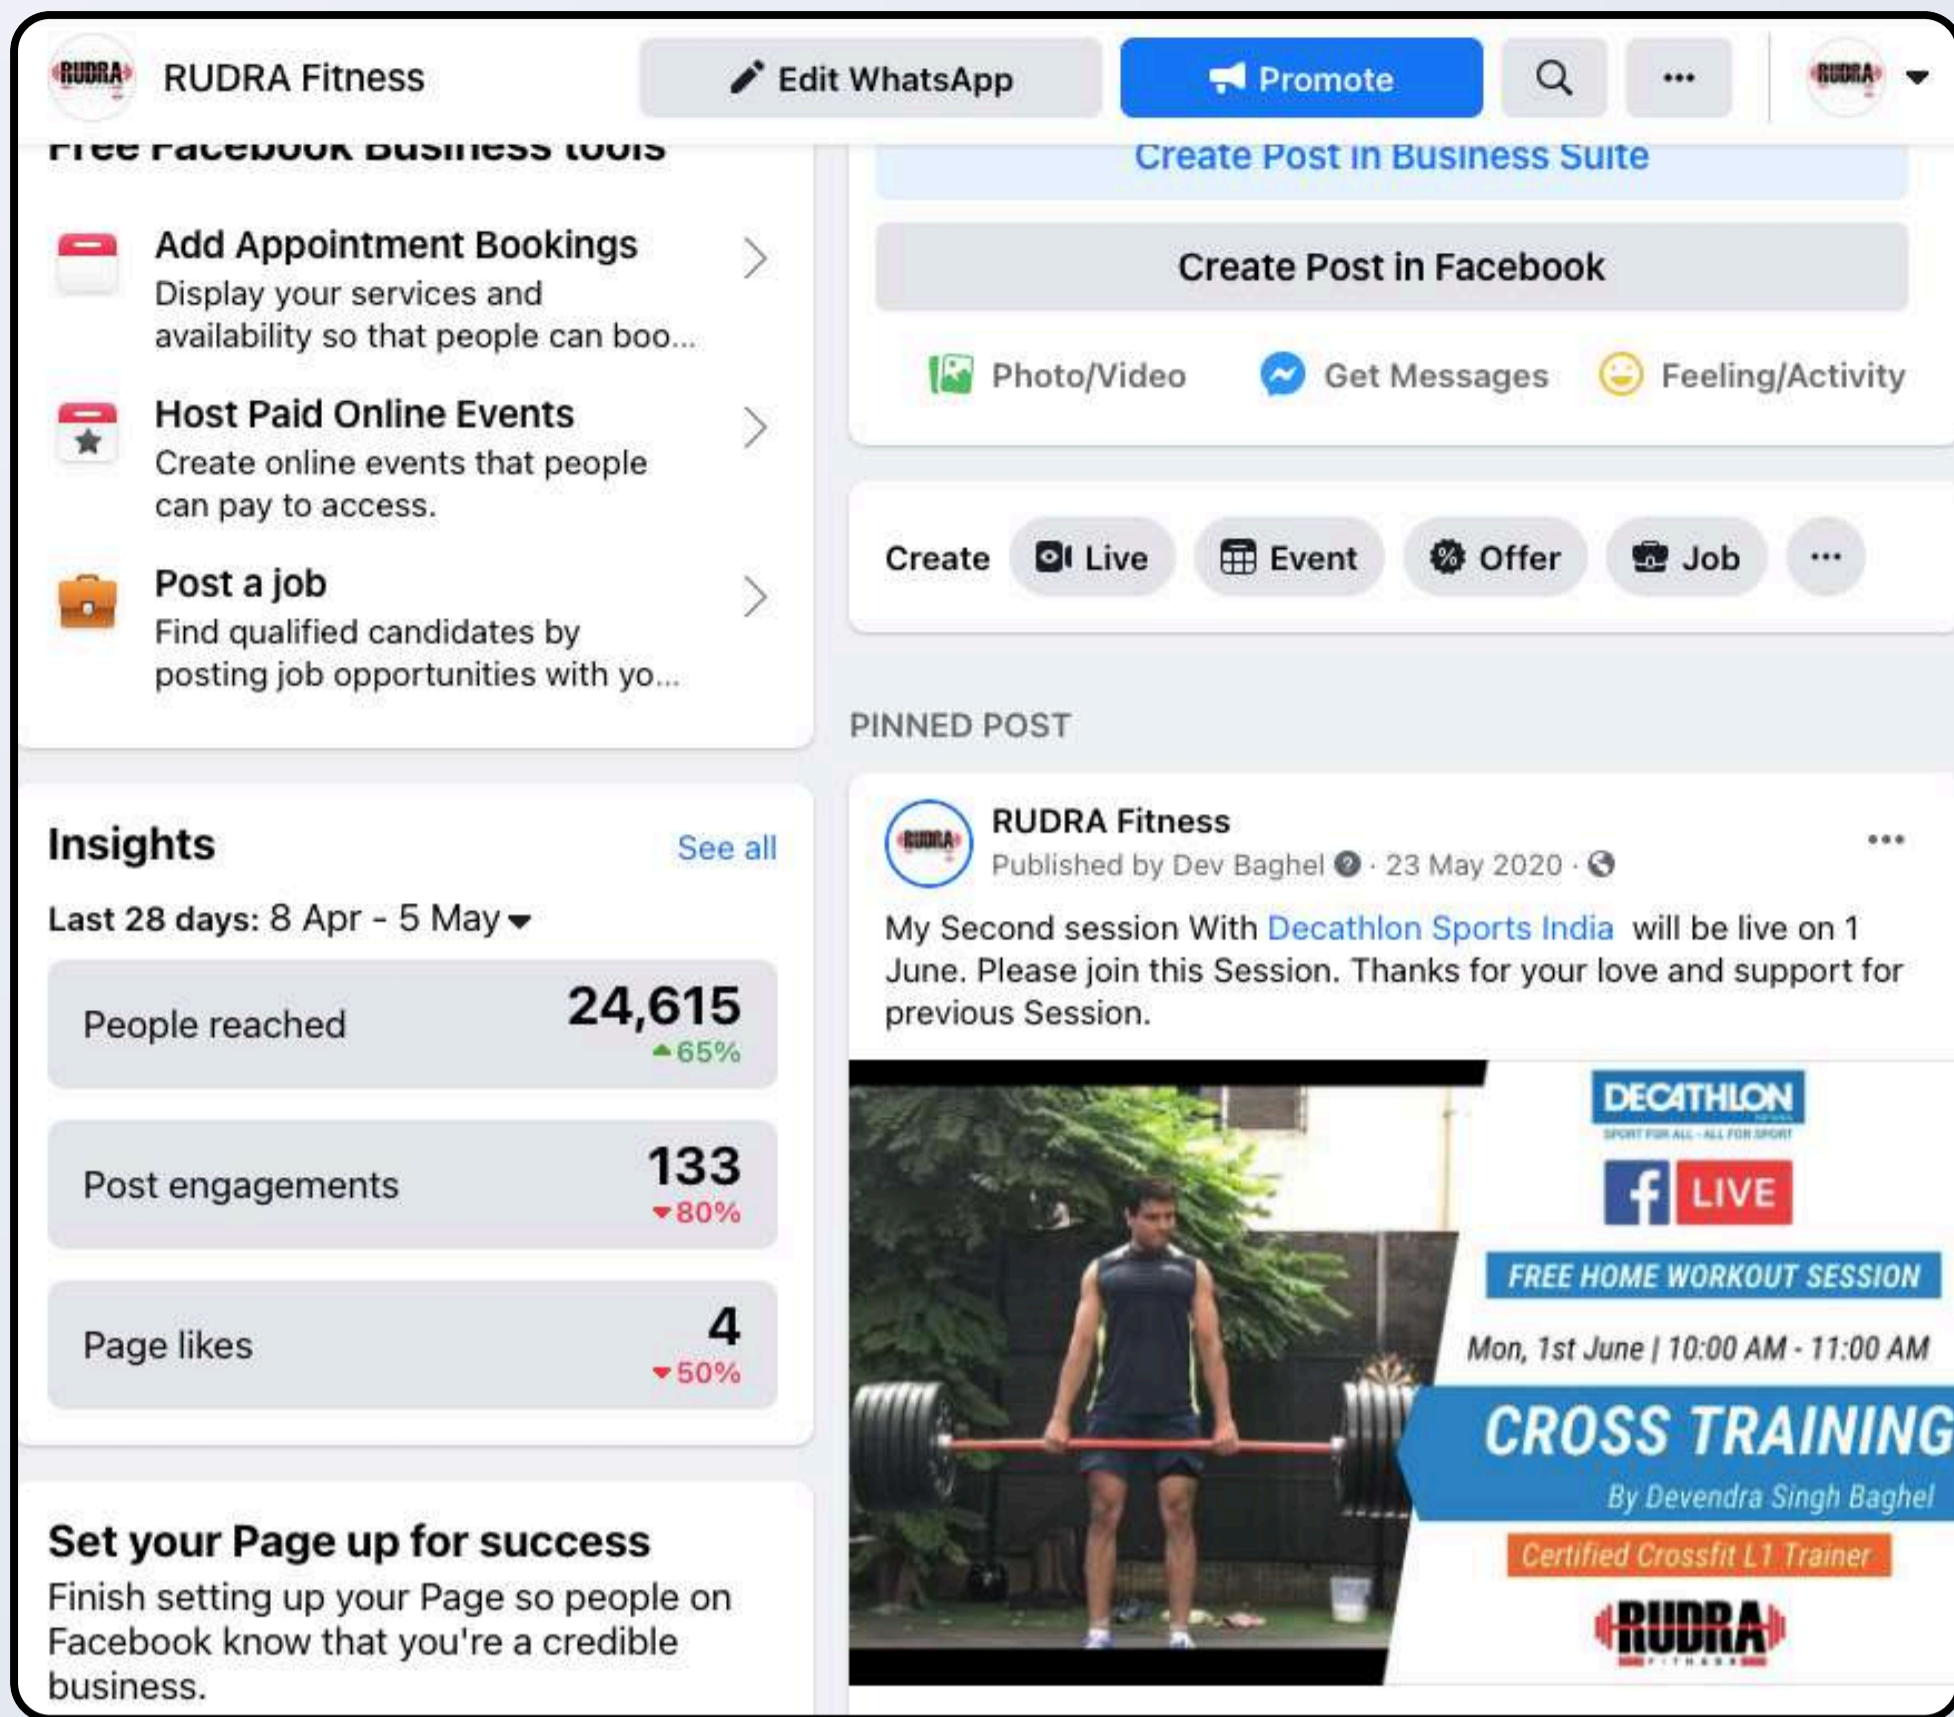 RUDRA
RUDRA Fitness
Edit WhatsApp
Promote
RUDRA
Free Facebook Business tools
Add Appointment Bookings
Display your services and
availability so that people can boo...
Host Paid Online Events
Create online events that people
can pay to access.
Post a job
Find qualified candidates by
posting job opportunities with yo...
Insights
See all
Last 28 days: 8 Apr - 5 May
People reached
24,615
65%
Post engagements
133
80%
Page likes
4
50%
Set your Page up for success
Finish setting up your Page so people on
Facebook know that you're a credible
business.
Create Post in Business Suite
Create Post in Facebook
Photo/Video
Get Messages
Feeling/Activity
Create
Live
Event
Offer
Job
PINNED POST
RUDRA
RUDRA Fitness
Published by Dev Baghel · 23 May 2020 ·
My Second session With Decathlon Sports India will be live on 1
June. Please join this Session. Thanks for your love and support for
previous Session.
DECATHLON
SPORT FOR ALL - ALL FOR SPORT
f LIVE
FREE HOME WORKOUT SESSION
Mon, 1st June | 10:00 AM - 11:00 AM
CROSS TRAINING
By Devendra Singh Baghel
Certified Crossfit L1 Trainer
RUDRA
FITNESS